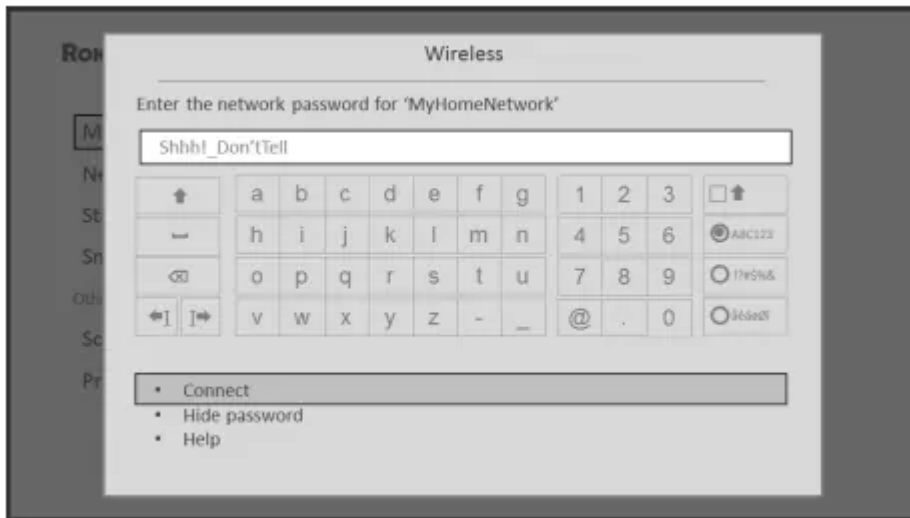 Wireless
Enter the network password for ‘MyHomeNetwork’
Shhh!_Don’tTell
a b c d e f g 1 2 3
h i j k l m n 4 5 6 ABC123
o p q r s t u 7 8 9 !?#$%&
v w x y z - _ @ . 0
• Connect
• Hide password
• Help